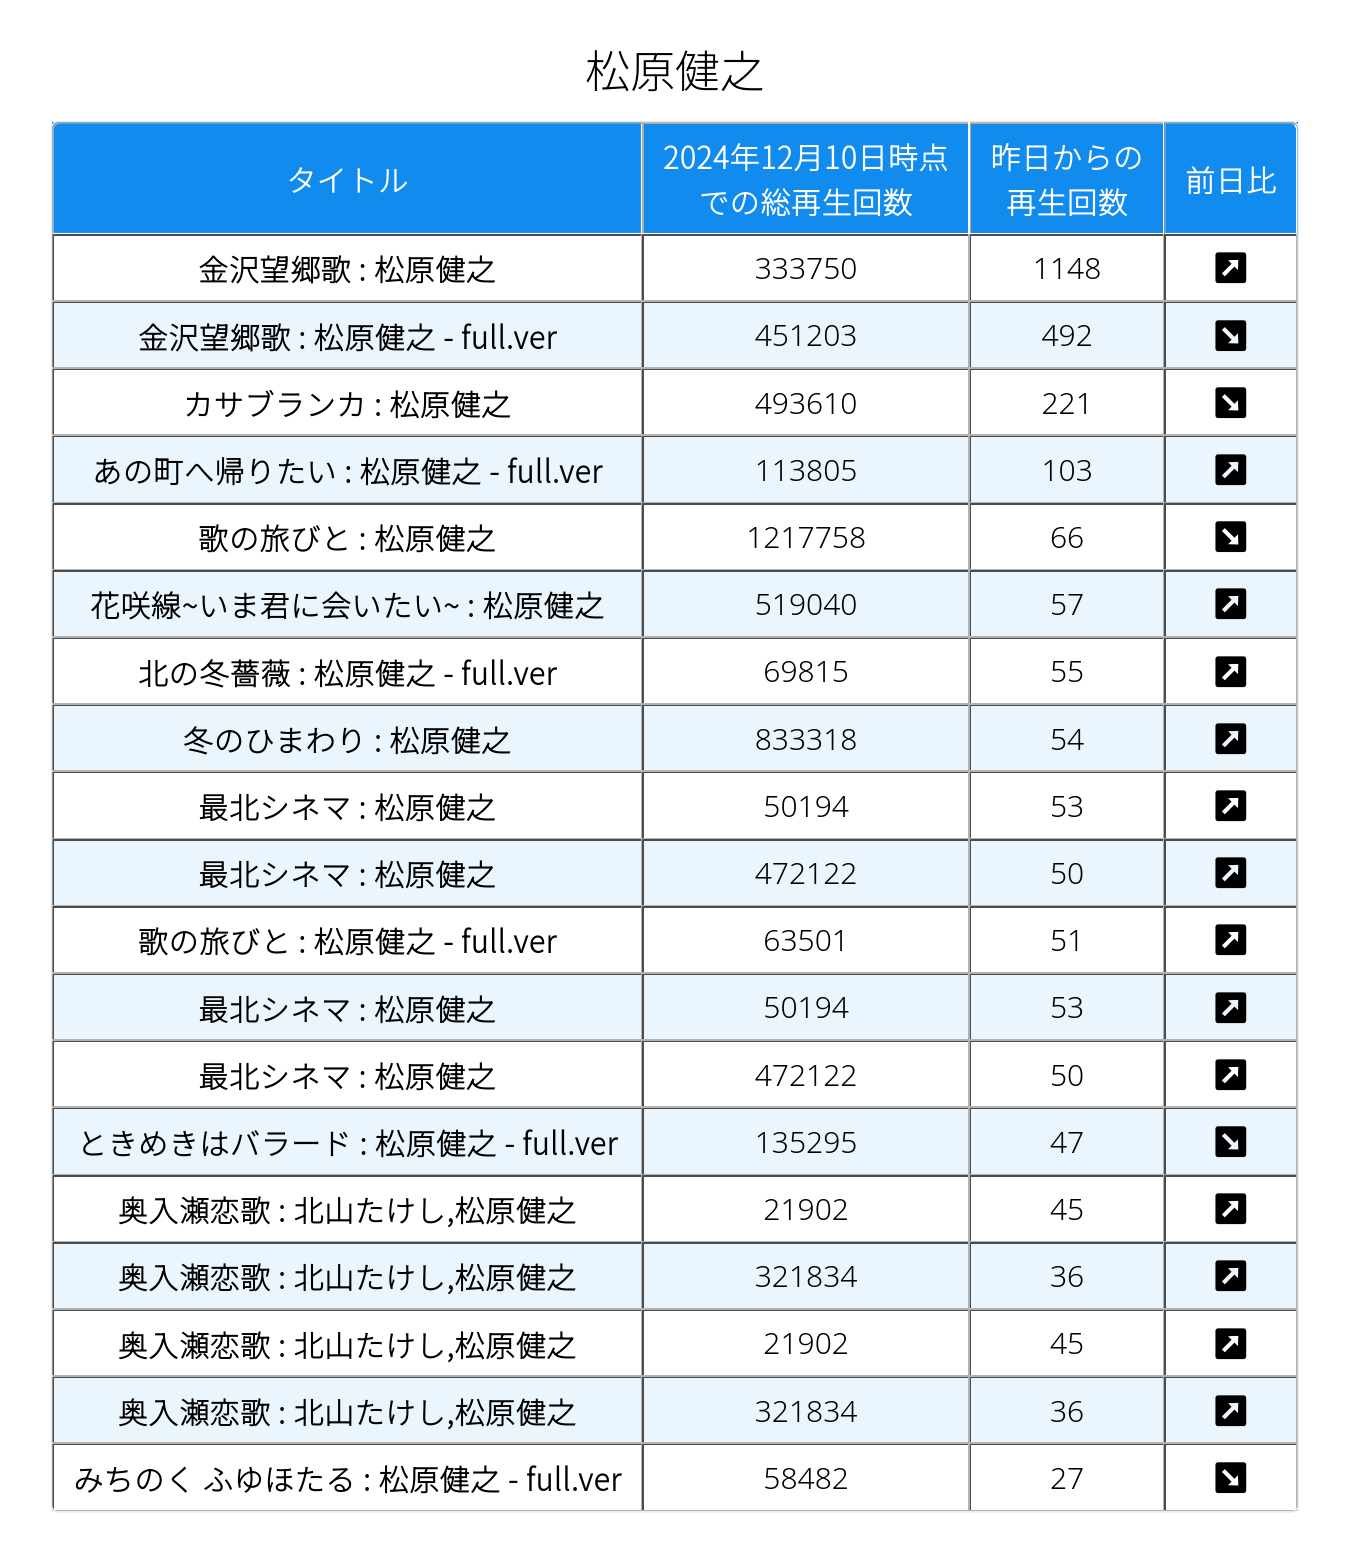 松原健之
タイトル
2024年12月10日時点
での総再生回数
昨日からの
再生回数
前日比
金沢望郷歌 : 松原健之 333750 1148
金沢望郷歌 : 松原健之 - full.ver 451203 492
カサブランカ : 松原健之 493610 221
あの町へ帰りたい : 松原健之 - full.ver 113805 103
歌の旅びと : 松原健之 1217758 66
花咲線~いま君に会いたい~ : 松原健之 519040 57
北の冬薔薇 : 松原健之 - full.ver 69815 55
冬のひまわり : 松原健之 833318 54
最北シネマ : 松原健之 50194 53
最北シネマ : 松原健之 472122 50
歌の旅びと : 松原健之 - full.ver 63501 51
最北シネマ : 松原健之 50194 53
最北シネマ : 松原健之 472122 50
ときめきはバラード : 松原健之 - full.ver 135295 47
奥入瀬恋歌 : 北山たけし,松原健之 21902 45
奥入瀬恋歌 : 北山たけし,松原健之 321834 36
奥入瀬恋歌 : 北山たけし,松原健之 21902 45
奥入瀬恋歌 : 北山たけし,松原健之 321834 36
みちのく ふゆほたる : 松原健之 - full.ver 58482 27